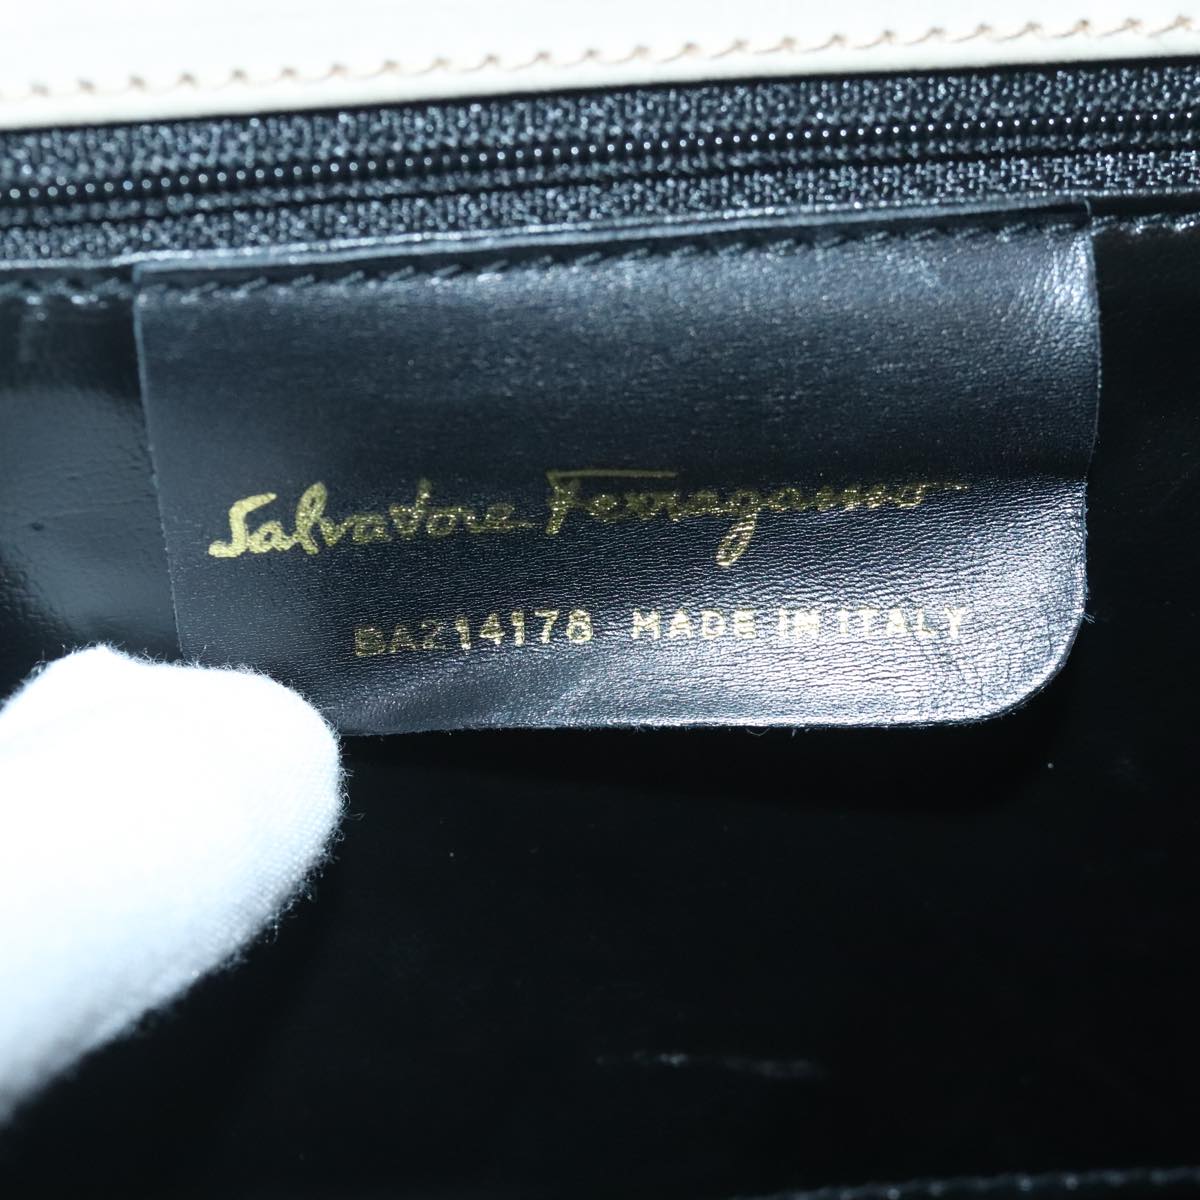 Salvatore Ferragamo
BA214178 MADE IN ITALY